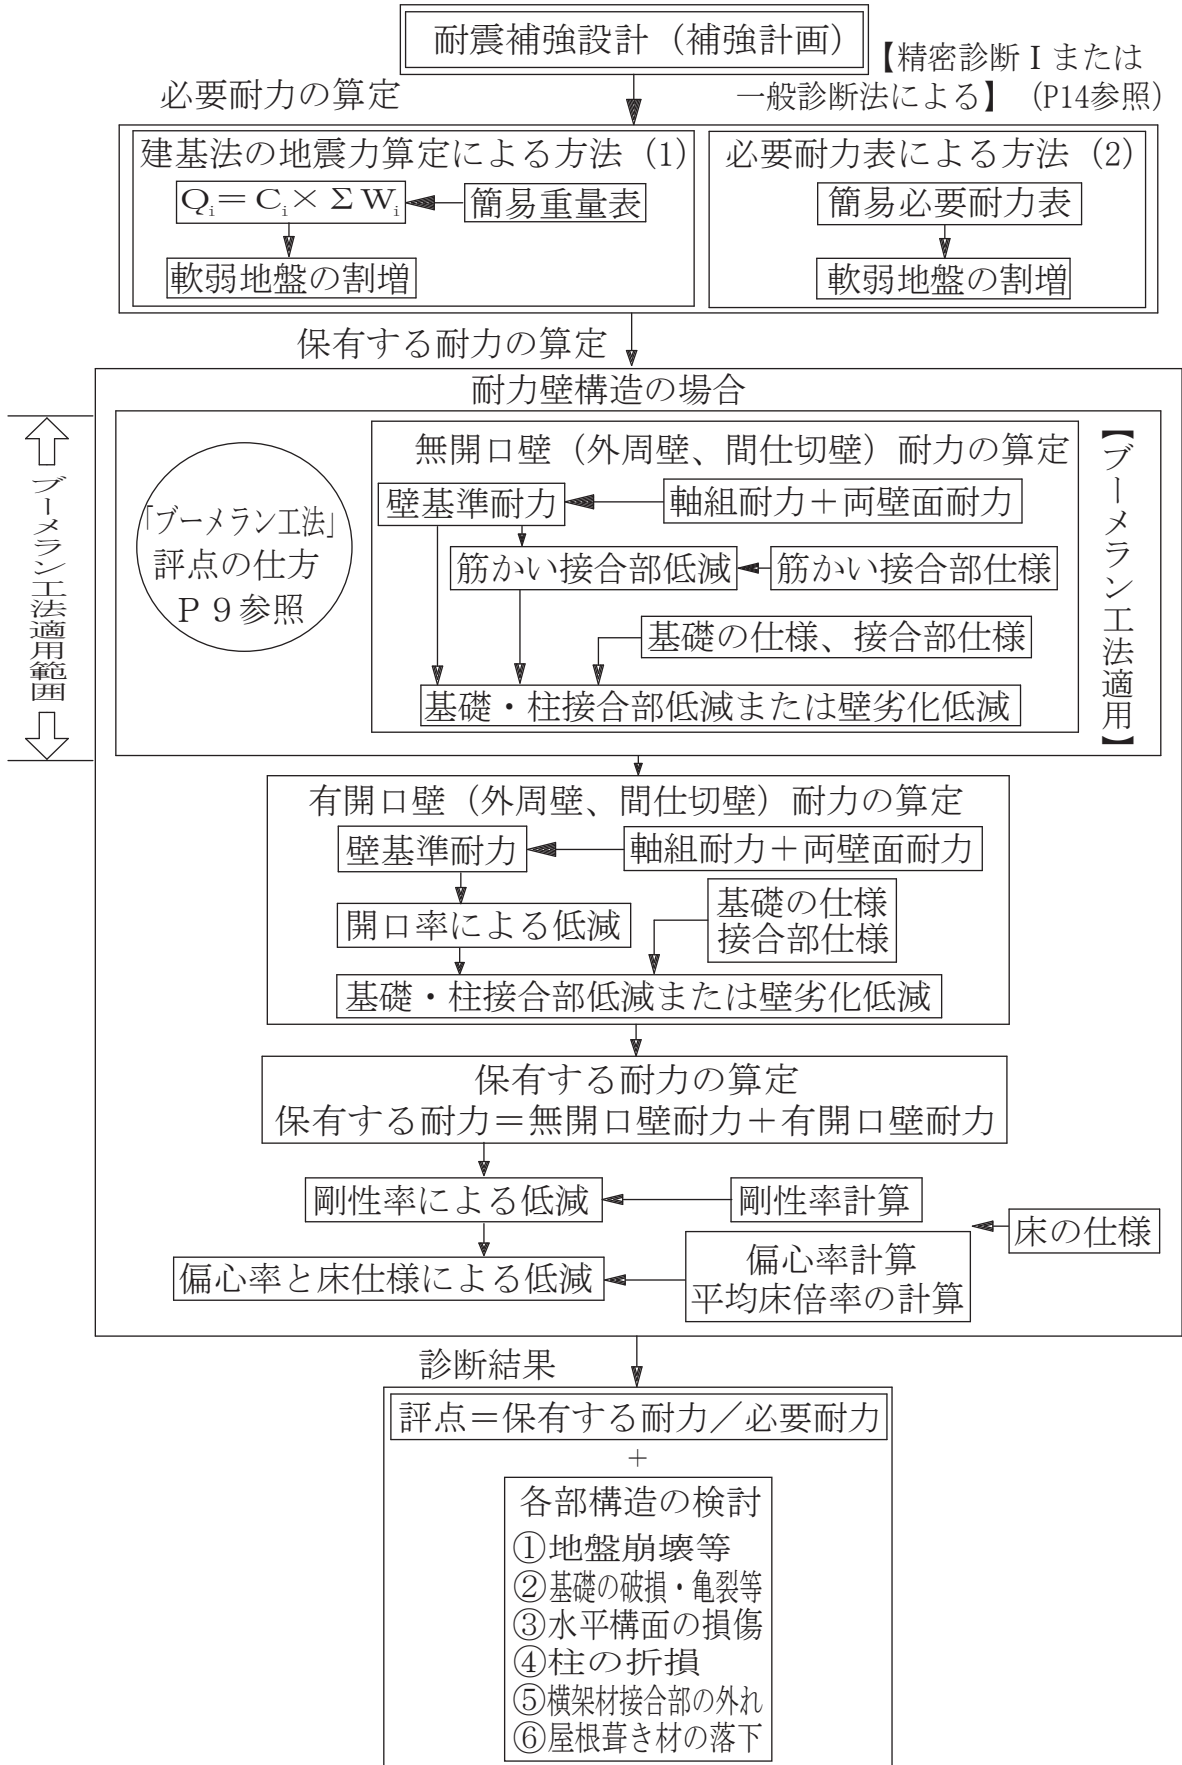 耐震補強設計（補強計画）
【精密診断Ⅰまたは
一般診断法による】（P14参照）
必要耐力の算定
建基法の地震力算定による方法（1）
Qi＝Ci×ΣWi
簡易重量表
軟弱地盤の割増
必要耐力表による方法（2）
簡易必要耐力表
軟弱地盤の割増
保有する耐力の算定
耐力壁構造の場合
ブーメラン工法適用範囲
「ブーメラン工法」
評点の仕方
Ｐ９参照
無開口壁（外周壁、間仕切壁）耐力の算定
壁基準耐力
軸組耐力＋両壁面耐力
筋かい接合部低減
筋かい接合部仕様
基礎の仕様、接合部仕様
基礎・柱接合部低減または壁劣化低減
【ブーメラン工法適用】
有開口壁（外周壁、間仕切壁）耐力の算定
壁基準耐力
軸組耐力＋両壁面耐力
開口率による低減
基礎の仕様
接合部仕様
基礎・柱接合部低減または壁劣化低減
保有する耐力の算定
保有する耐力＝無開口壁耐力＋有開口壁耐力
剛性率による低減
剛性率計算
床の仕様
偏心率と床仕様による低減
偏心率計算
平均床倍率の計算
診断結果
評点＝保有する耐力／必要耐力
＋
各部構造の検討
①地盤崩壊等
②基礎の破損・亀裂等
③水平構面の損傷
④柱の折損
⑤横架材接合部の外れ
⑥屋根葺き材の落下